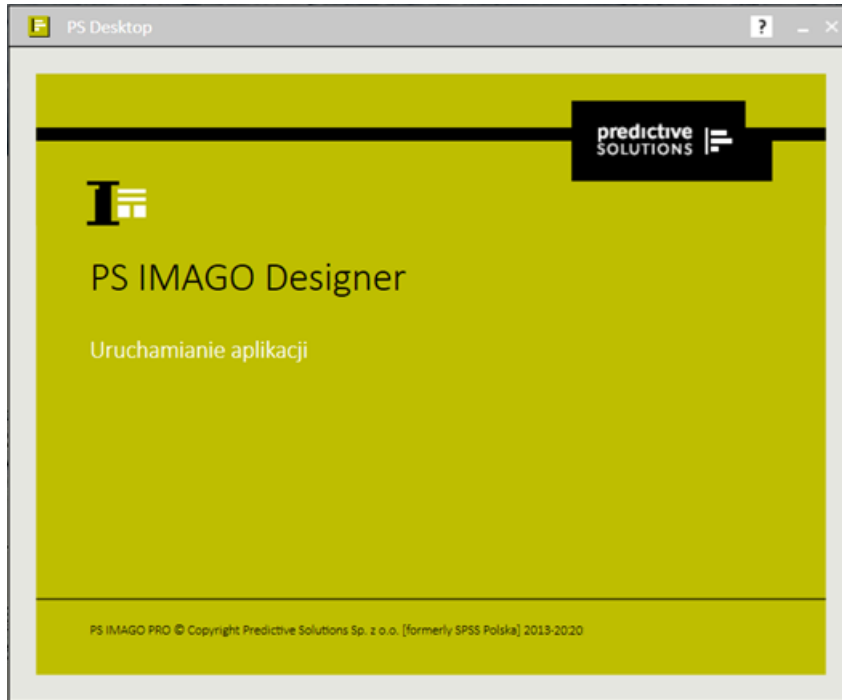 PS Desktop ?
predictive
SOLUTIONS
PS IMAGO Designer
Uruchamianie aplikacji
PS IMAGO PRO © Copyright Predictive Solutions Sp. z o.o. [formerly SPSS Polska] 2013-2020